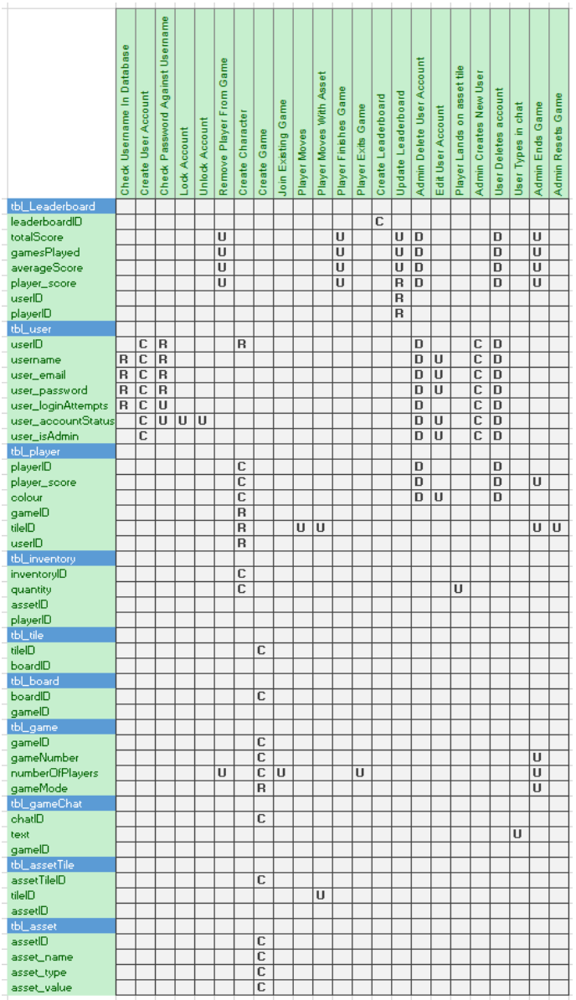 Check Username In Database
Create User Account
Check Password Against Username
Lock Account
Unlock Account
Remove Player From Game
Create Character
Create Game
Join Existing Game
Player Moves
Player Moves With Asset
Player Finishes Game
Player Exits Game
Create Leaderboard
Update Leaderboard
Admin Delete User Account
Edit User Account
Player Lands on asset tile
Admin Creates New User
User Deletes account
User Types in chat
Admin Ends Game
Admin Resets Game
tbl_Leaderboard
leaderboardID C
totalScore U U U D D U
gamesPlayed U U U D D U
averageScore U U U D D U
player_score U U R D D U
userID R
playerID R
tbl_user
userID C R R D C D
username R C R D U C D
user_email R C R D U C D
user_password R C R D U C D
user_loginAttempts R C U D C D
user_accountStatus C U U U D U C D
user_isAdmin C D U C D
tbl_player
playerID C D D
player_score C D D U
colour C D U D
gameID R
tileID R U U U U
userID R
tbl_inventory
inventoryID C
quantity C U
assetID
playerID
tbl_tile
tileID C
boardID
tbl_board
boardID C
gameID
tbl_game
gameID C
gameNumber C U
numberOfPlayers U C U U U
gameMode R U
tbl_gameChat
chatID C
text U
gameID
tbl_assetTile
assetTileID C
tileID U
assetID
tbl_asset
assetID C
asset_name C
asset_type C
asset_value C